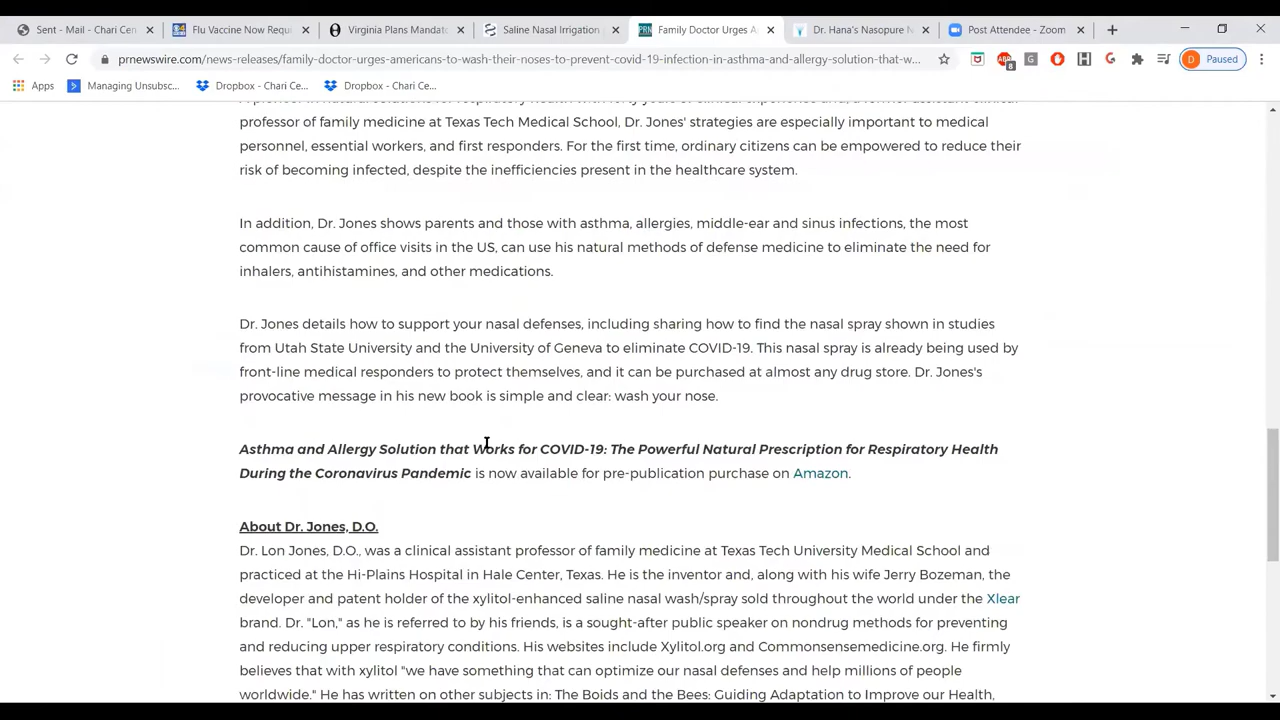 Sent - Mail - Chari Cen
Flu Vaccine Now Requ
Virginia Plans Mandato
Saline Nasal Irrigation
PRN Family Doctor Urges A
Dr. Hana's Nasopure N
Post Attendee - Zoom
prnewswire.com/news-releases/family-doctor-urges-americans-to-wash-their-noses-to-prevent-covid-19-infection-in-asthma-and-allergy-solution-that-w...
8
G
D Paused
Apps
Managing Unsubsc...
Dropbox - Chari Ce...
Dropbox - Chari Ce...
professor of family medicine at Texas Tech Medical School, Dr. Jones' strategies are especially important to medical
personnel, essential workers, and first responders. For the first time, ordinary citizens can be empowered to reduce their
risk of becoming infected, despite the inefficiencies present in the healthcare system.
In addition, Dr. Jones shows parents and those with asthma, allergies, middle-ear and sinus infections, the most
common cause of office visits in the US, can use his natural methods of defense medicine to eliminate the need for
inhalers, antihistamines, and other medications.
Dr. Jones details how to support your nasal defenses, including sharing how to find the nasal spray shown in studies
from Utah State University and the University of Geneva to eliminate COVID-19. This nasal spray is already being used by
front-line medical responders to protect themselves, and it can be purchased at almost any drug store. Dr. Jones's
provocative message in his new book is simple and clear: wash your nose.
Asthma and Allergy Solution that Works for COVID-19: The Powerful Natural Prescription for Respiratory Health
During the Coronavirus Pandemic is now available for pre-publication purchase on Amazon.
About Dr. Jones, D.O.
Dr. Lon Jones, D.O., was a clinical assistant professor of family medicine at Texas Tech University Medical School and
practiced at the Hi-Plains Hospital in Hale Center, Texas. He is the inventor and, along with his wife Jerry Bozeman, the
developer and patent holder of the xylitol-enhanced saline nasal wash/spray sold throughout the world under the Xlear
brand. Dr. "Lon," as he is referred to by his friends, is a sought-after public speaker on nondrug methods for preventing
and reducing upper respiratory conditions. His websites include Xylitol.org and Commonsensemedicine.org. He firmly
believes that with xylitol "we have something that can optimize our nasal defenses and help millions of people
worldwide." He has written on other subjects in: The Boids and the Bees: Guiding Adaptation to Improve our Health,